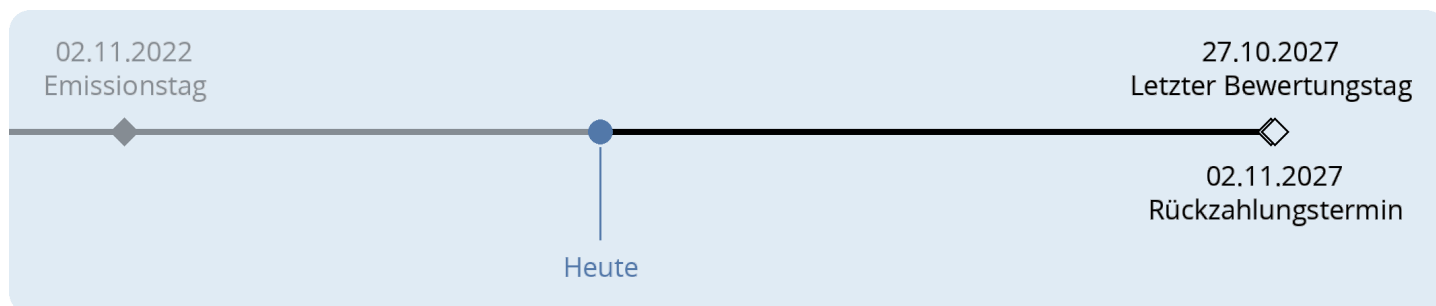 02.11.2022
Emissionstag
27.10.2027
Letzter Bewertungstag
02.11.2027
Rückzahlungstermin
Heute